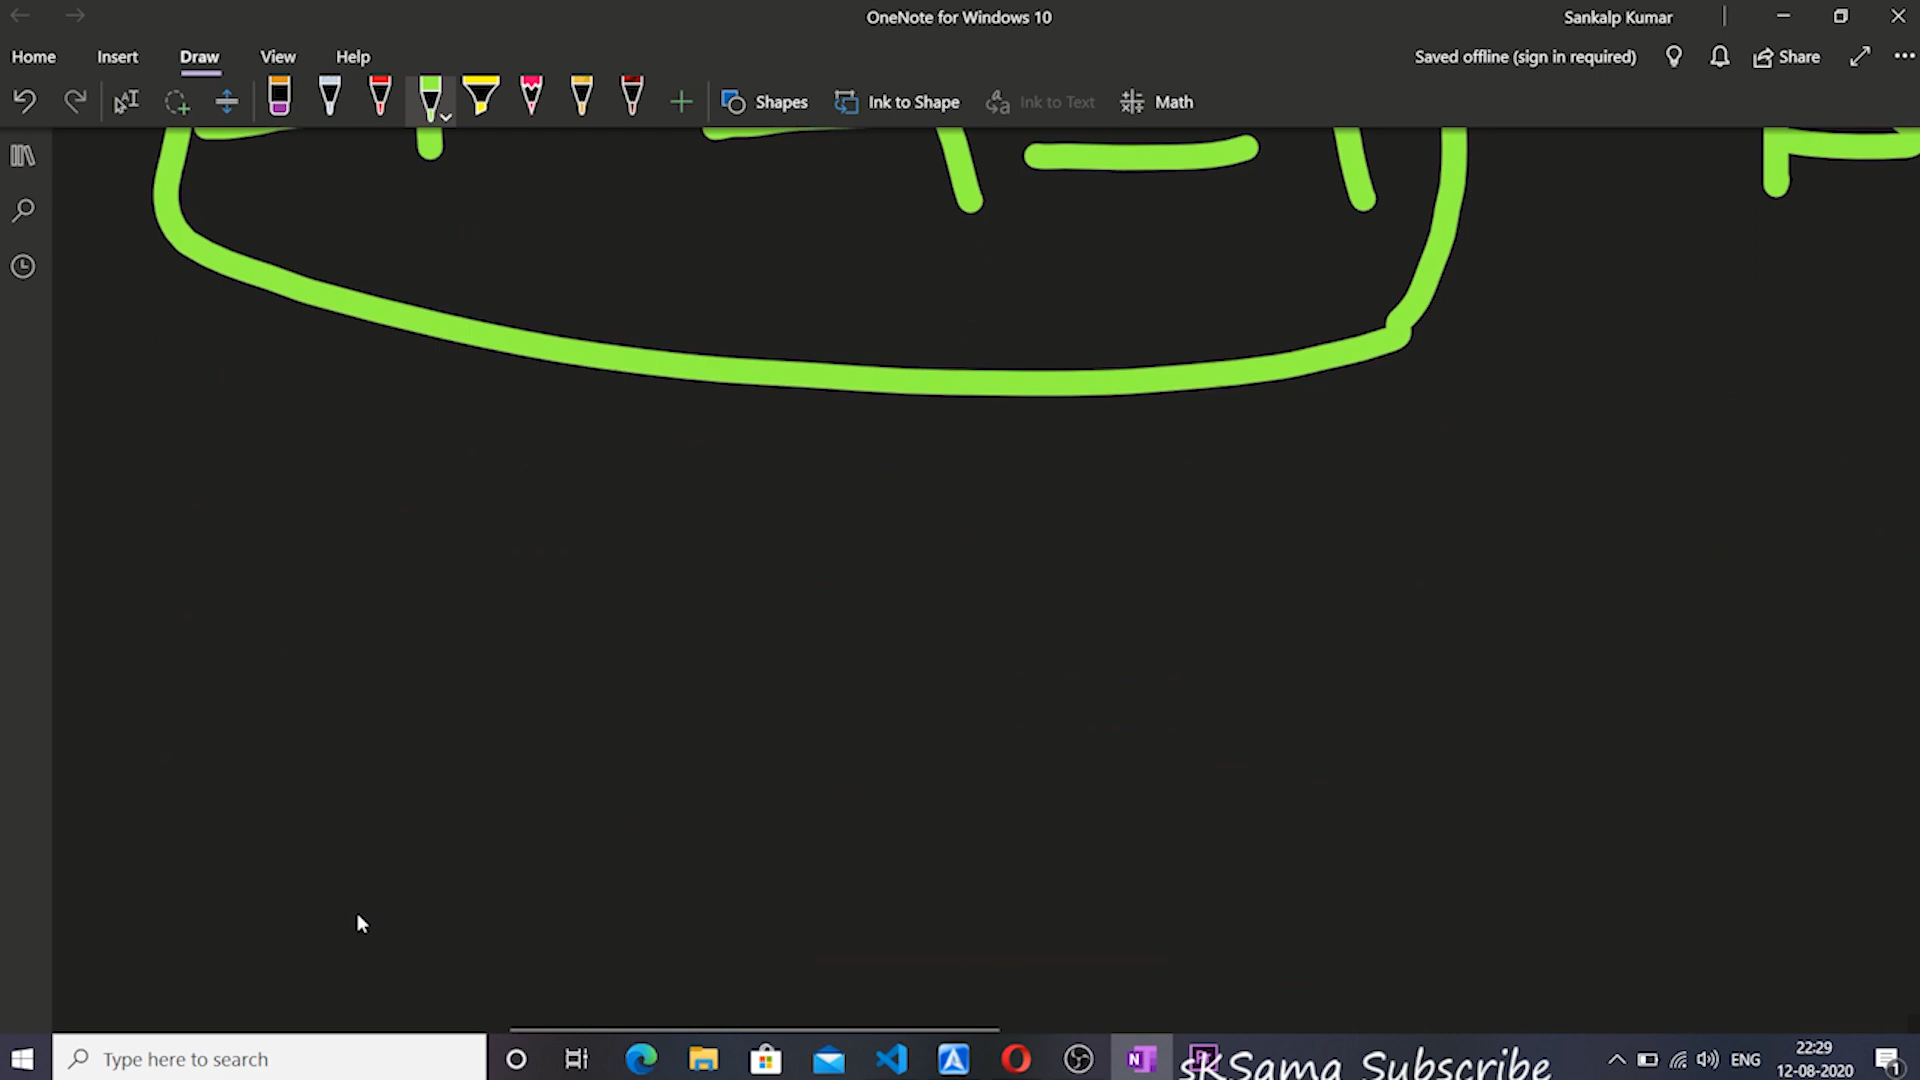 OneNote for Windows 10
Sankalp Kumar
Home Insert Draw View Help
Saved offline (sign in required) Share
Shapes Ink to Shape Ink to Text Math
Type here to search
sKSama Subscribe
ENG
22:29
12-08-2020
1